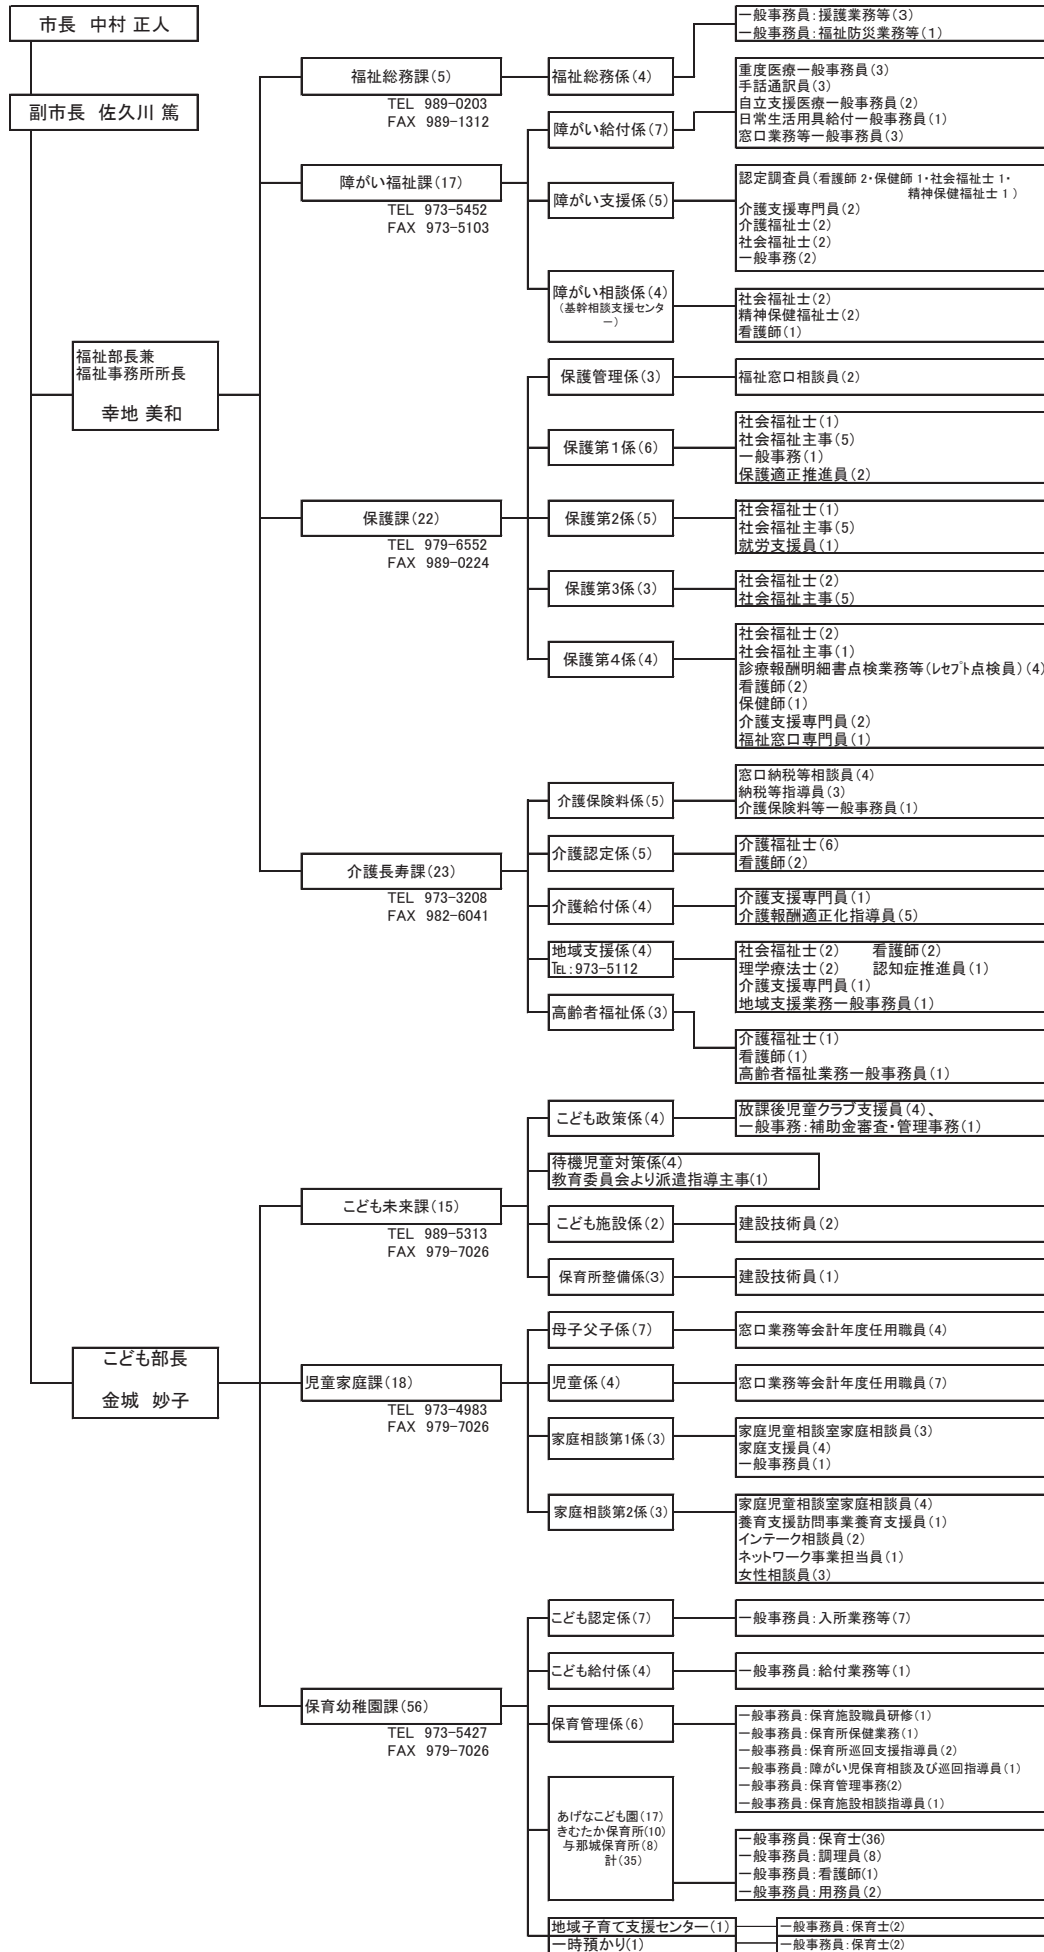 市長 中村 正人
副市長 佐久川 篤
福祉部長兼
福祉事務所所長
幸地 美和
福祉総務課(5)
TEL 989-0203
FAX 989-1312
福祉総務係(4)
一般事務員:援護業務等(3)
一般事務員:福祉防災業務等(1)
障がい福祉課(17)
TEL 973-5452
FAX 973-5103
障がい給付係(7)
重度医療一般事務員(3)
手話通訳員(3)
自立支援医療一般事務員(2)
日常生活用具給付一般事務員(1)
窓口業務等一般事務員(3)
障がい支援係(5)
認定調査員(看護師 2・保健師 1・社会福祉士 1・
精神保健福祉士 1 )
介護支援専門員(2)
介護福祉士(2)
社会福祉士(2)
一般事務(2)
障がい相談係(4)
(基幹相談支援センタ
ー)
社会福祉士(2)
精神保健福祉士(2)
看護師(1)
保護課(22)
TEL 979-6552
FAX 989-0224
保護管理係(3)
福祉窓口相談員(2)
保護第1係(6)
社会福祉士(1)
社会福祉主事(5)
一般事務(1)
保護適正推進員(2)
保護第2係(5)
社会福祉士(1)
社会福祉主事(5)
就労支援員(1)
保護第3係(3)
社会福祉士(2)
社会福祉主事(5)
保護第4係(4)
社会福祉士(2)
社会福祉主事(1)
診療報酬明細書点検業務等(レセプト点検員)(4)
看護師(2)
保健師(1)
介護支援専門員(2)
福祉窓口専門員(1)
介護長寿課(23)
TEL 973-3208
FAX 982-6041
介護保険料係(5)
窓口納税等相談員(4)
納税等指導員(3)
介護保険料等一般事務員(1)
介護認定係(5)
介護福祉士(6)
看護師(2)
介護給付係(4)
介護支援専門員(1)
介護報酬適正化指導員(5)
地域支援係(4)
℡:973-5112
社会福祉士(2) 看護師(2)
理学療法士(2) 認知症推進員(1)
介護支援専門員(1)
地域支援業務一般事務員(1)
高齢者福祉係(3)
介護福祉士(1)
看護師(1)
高齢者福祉業務一般事務員(1)
こども部長
金城 妙子
こども未来課(15)
TEL 989-5313
FAX 979-7026
こども政策係(4)
放課後児童クラブ支援員(4)、
一般事務:補助金審査・管理事務(1)
待機児童対策係(4)
教育委員会より派遣指導主事(1)
こども施設係(2)
建設技術員(2)
保育所整備係(3)
建設技術員(1)
児童家庭課(18)
TEL 973-4983
FAX 979-7026
母子父子係(7)
窓口業務等会計年度任用職員(4)
児童係(4)
窓口業務等会計年度任用職員(7)
家庭相談第1係(3)
家庭児童相談室家庭相談員(3)
家庭支援員(4)
一般事務員(1)
家庭相談第2係(3)
家庭児童相談室家庭相談員(4)
養育支援訪問事業養育支援員(1)
インテーク相談員(2)
ネットワーク事業担当員(1)
女性相談員(3)
保育幼稚園課(56)
TEL 973-5427
FAX 979-7026
こども認定係(7)
一般事務員:入所業務等(7)
こども給付係(4)
一般事務員:給付業務等(1)
保育管理係(6)
一般事務員:保育施設職員研修(1)
一般事務員:保育所保健業務(1)
一般事務員:保育所巡回支援指導員(2)
一般事務員:障がい児保育相談及び巡回指導員(1)
一般事務員:保育管理事務(2)
一般事務員:保育施設相談指導員(1)
あげなこども園(17)
きむたか保育所(10)
与那城保育所(8)
計(35)
一般事務員:保育士(36)
一般事務員:調理員(8)
一般事務員:看護師(1)
一般事務員:用務員(2)
地域子育て支援センター(1)
一般事務員:保育士(2)
一時預かり(1)
一般事務員:保育士(2)